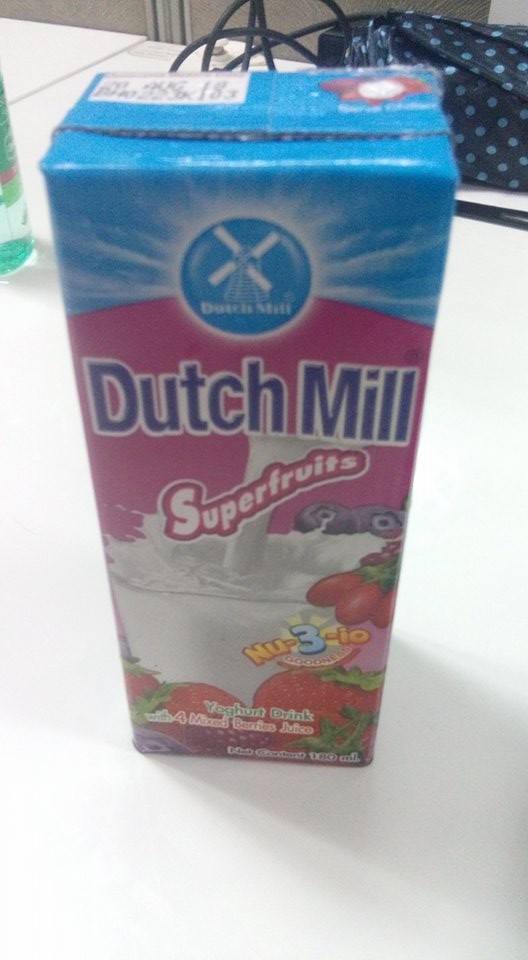 Dutch Mill
Dutch Mill
Superfruits
Nu-3-io
GOODNESS
Yoghurt Drink
with 4 Mixed Berries Juice
Net Content 180 ml.